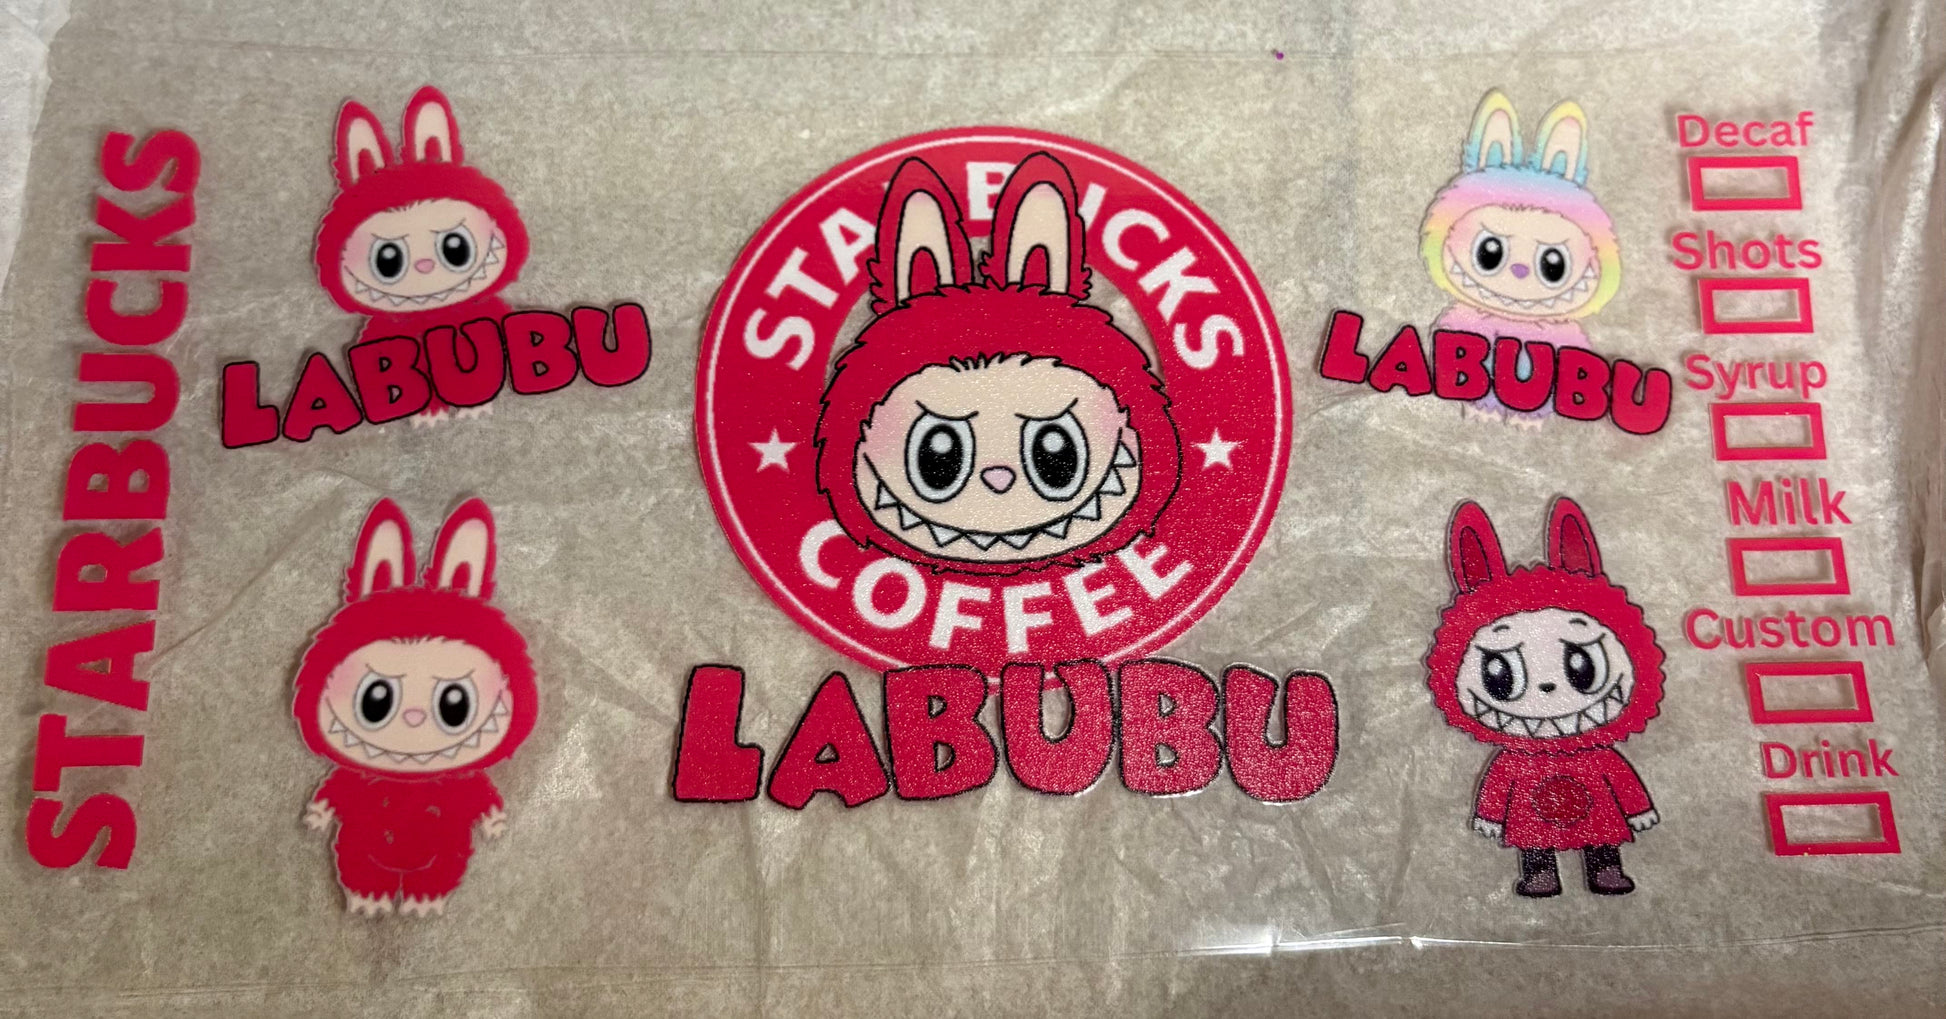 STARBUCKS
LABUBU
STARBUCKS
COFFEE
LABUBU
LABUBU
Decaf
Shots
Syrup
Milk
Custom
Drink